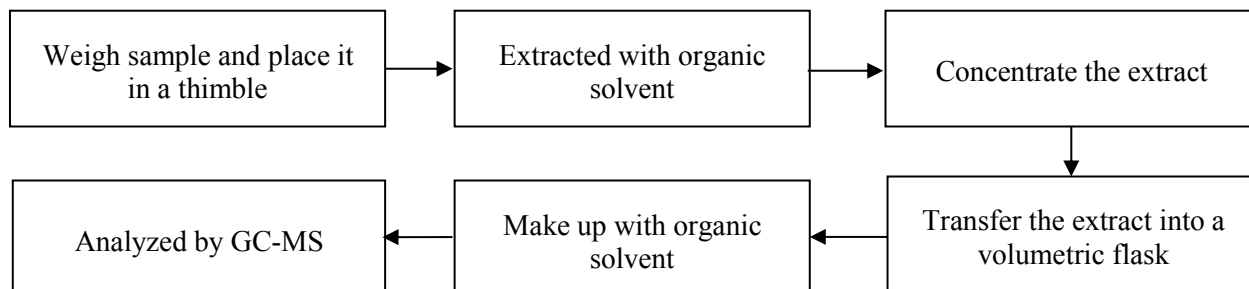 Weigh sample and place it
in a thimble
Extracted with organic
solvent
Concentrate the extract
Transfer the extract into a
volumetric flask
Make up with organic
solvent
Analyzed by GC-MS